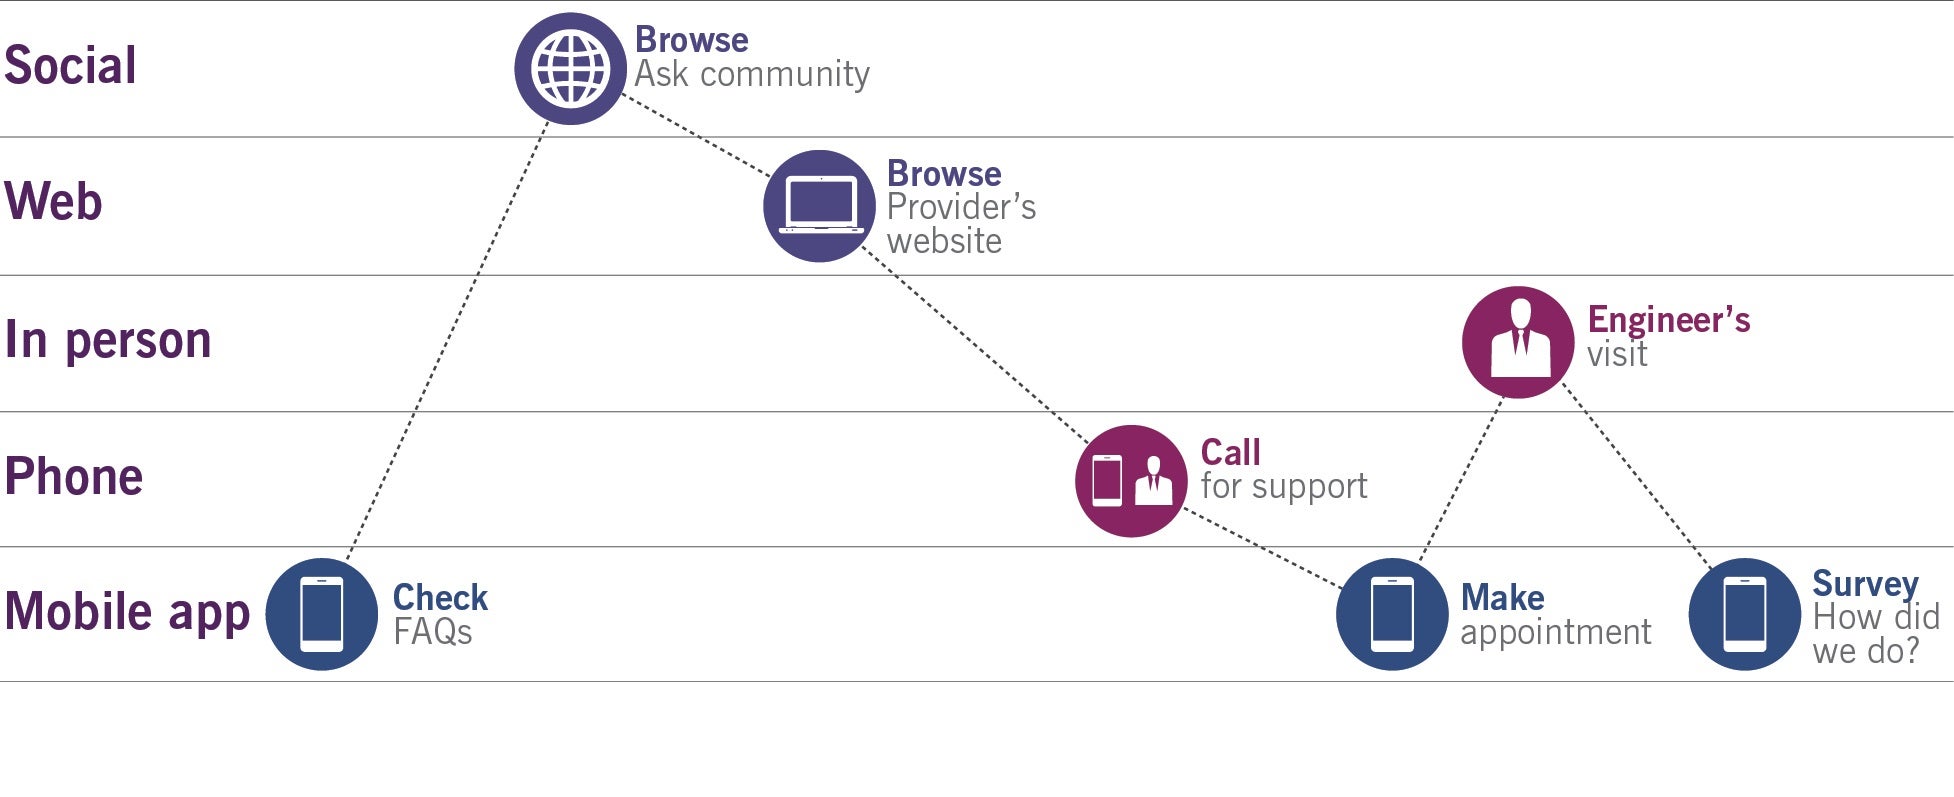 Social
Browse
Ask community
Web
Browse
Provider’s
website
In person
Engineer’s
visit
Phone
Call
for support
Mobile app
Check
FAQs
Make
appointment
Survey
How did
we do?